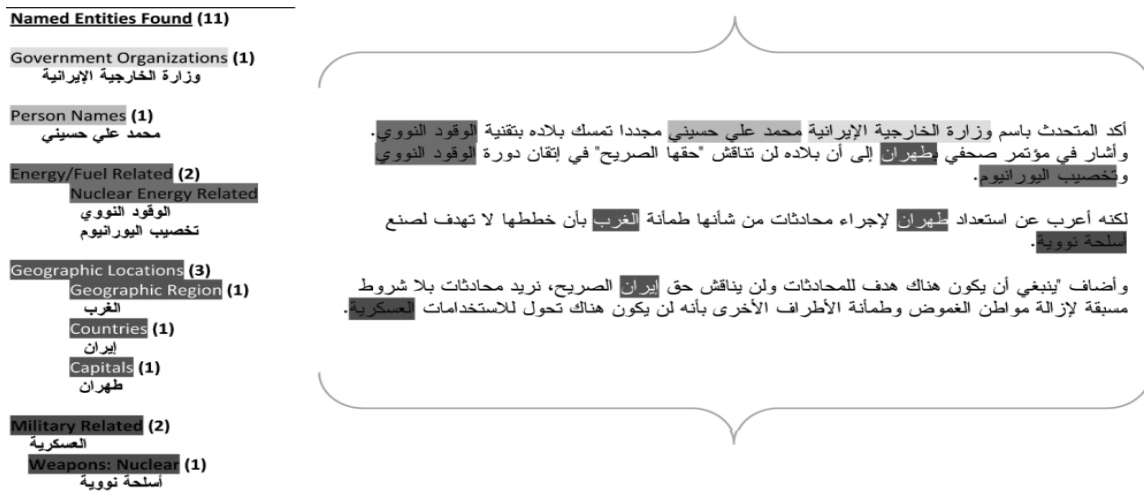 Named Entities Found (11)
Government Organizations (1)
وزارة الخارجية الإيرانية
Person Names (1)
محمد علي حسيني
Energy/Fuel Related (2)
Nuclear Energy Related
الوقود النووي
تخصيب اليورانيوم
Geographic Locations (3)
Geographic Region (1)
الغرب
Countries (1)
إيران
Capitals (1)
طهران
Military Related (2)
العسكرية
Weapons: Nuclear (1)
أسلحة نووية
أكد المتحدث باسم وزارة الخارجية الإيرانية محمد علي حسيني مجددا تمسك بلاده بتقنية الوقود النووي.
وأشار في مؤتمر صحفي بطهران إلى أن بلاده لن تناقش "حقها الصريح" في إتقان دورة الوقود النووي
وتخصيب اليورانيوم.
لكنه أعرب عن استعداد طهران لإجراء محادثات من شأنها طمأنة الغرب بأن خططها لا تهدف لصنع
أسلحة نووية.
وأضاف "ينبغي أن يكون هناك هدف للمحادثات ولن يناقش حق إيران الصريح، نريد محادثات بلا شروط
مسبقة لإزالة مواطن الغموض وطمأنة الأطراف الأخرى بأنه لن يكون هناك تحول للاستخدامات العسكرية.